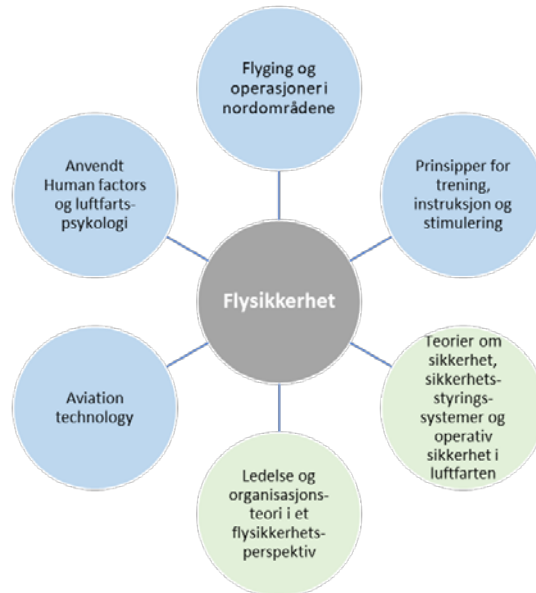 Flyging og
operasjoner i
nordområdene
Anvendt
Human factors
og luftfarts-
psykologi
Prinsipper for
trening,
instruksjon og
stimulering
Flysikkerhet
Aviation
technology
Teorier om
sikkerhet,
sikkerhets-
styrings-
systemer og
operativ
sikkerhet i
luftfarten
Ledelse og
organisasjons-
teori i et
flysikkerhets-
perspektiv